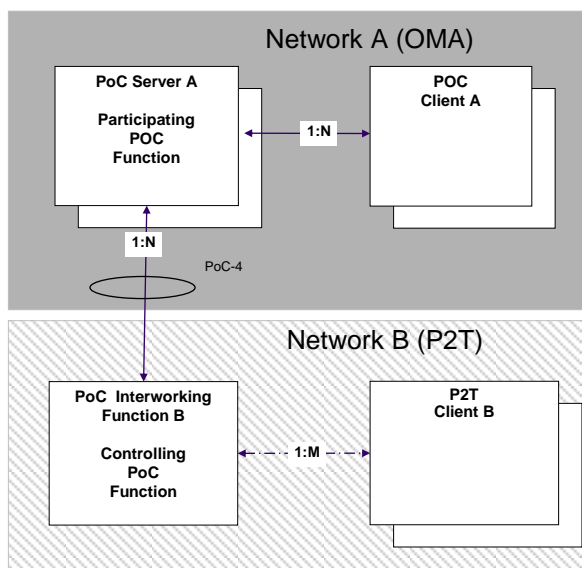 Network A (OMA)
PoC Server A
Participating
POC
Function
1:N
POC
Client A
1:N
PoC-4
Network B (P2T)
PoC Interworking
Function B
Controlling
PoC
Function
1:M
P2T
Client B